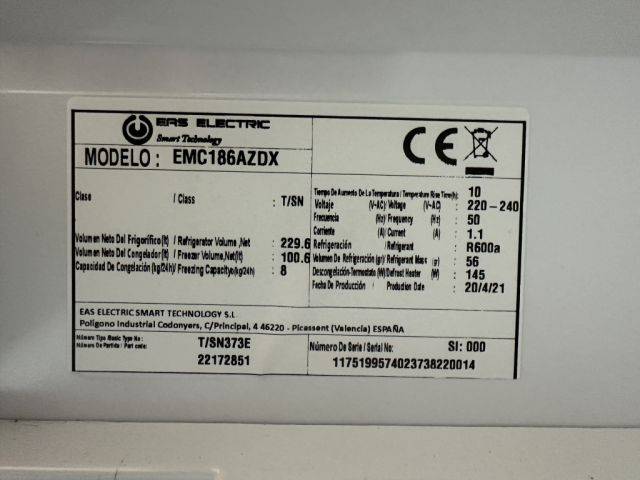 EAS ELECTRIC
Smart Technology
CE
MODELO: EMC186AZDX
Clase / Class : T/SN
Volumen Neto Del Frigorífico(lt) / Refrigerator Volume,Net : 229.6
Volumen Neto Del Congelador(lt) / Freezer Volume,Net(lt) : 100.6
Capacidad De Congelación(kg/24h)/ Freezing Capacity(kg/24h) : 8
Tiempo De Aumento De La Temperatura / Temperature Rise Time(h): 10
Voltaje (V~AC)/ Voltage (V~AC) : 220-240
Frecuencia (Hz)/ Frequency (Hz) : 50
Corriente (A) / Current (A) : 1.1
Refrigeración / Refrigerant : R600a
Volumen De Refrigeración (gr)/ Refrigerant Mass (gr) : 56
Descongelación-Termostato (W)/ Defrost Heater (W) : 145
Fecha De Producción / Production Date : 20/4/21
EAS ELECTRIC SMART TECHNOLOGY S.L
Polígono Industrial Codonyers, C/Principal, 4 46220 - Picassent (Valencia) ESPAÑA
Número Tipo /Basic Type No : T/SN373E
Número De Partida / Part code: 22172851
Número De Serie / Serial No: SI: 000
1175199574023738220014